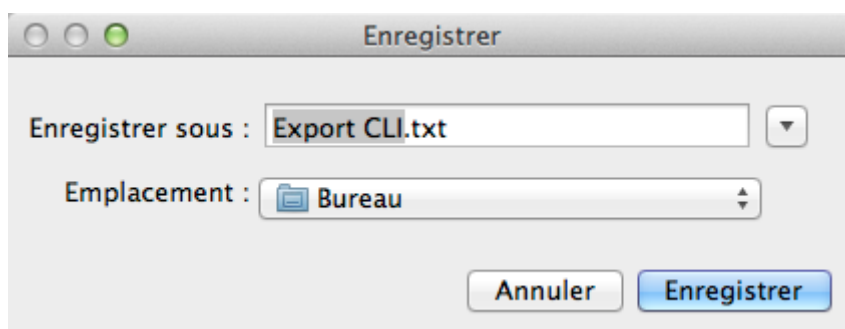 Enregistrer
Enregistrer sous : Export CLI.txt
Emplacement : Bureau
Annuler Enregistrer